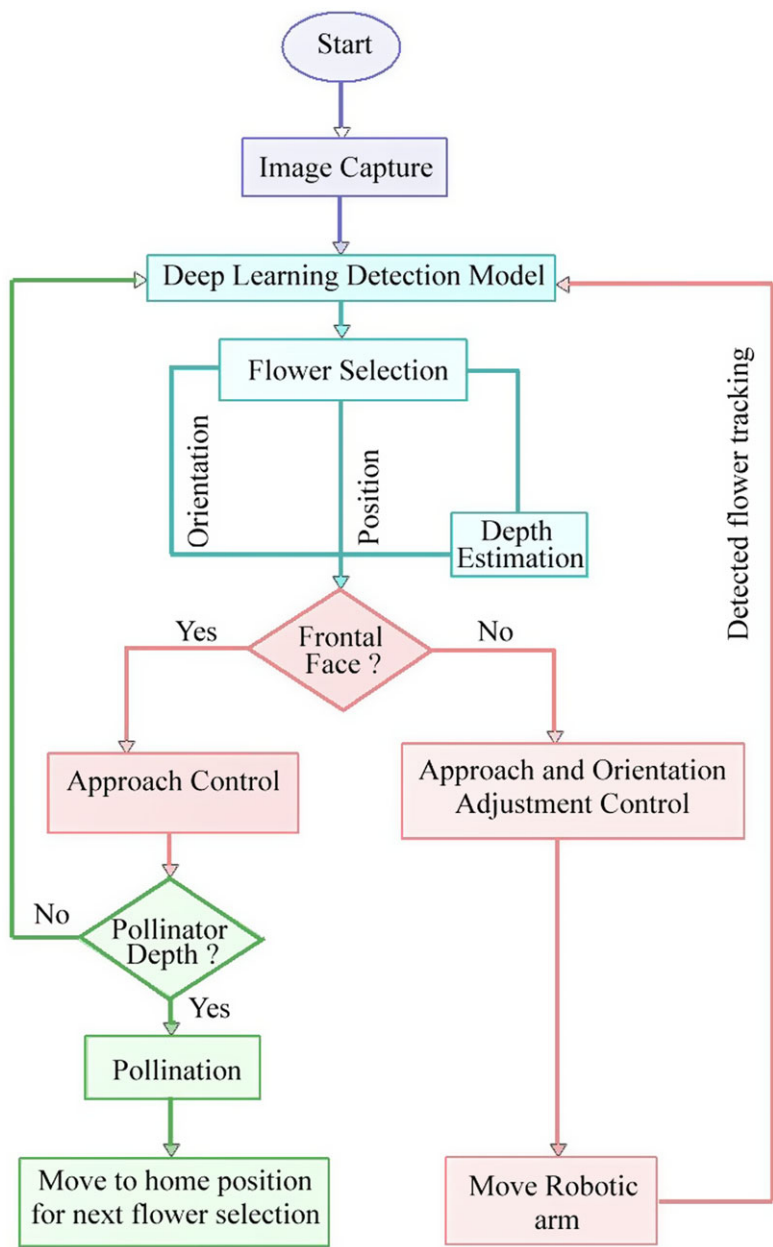 Start
Image Capture
Deep Learning Detection Model
Flower Selection
Orientation
Position
Depth
Estimation
Detected flower tracking
Yes
Frontal
Face ?
No
Approach Control
Approach and Orientation
Adjustment Control
No
Pollinator
Depth ?
Yes
Pollination
Move to home position
for next flower selection
Move Robotic
arm